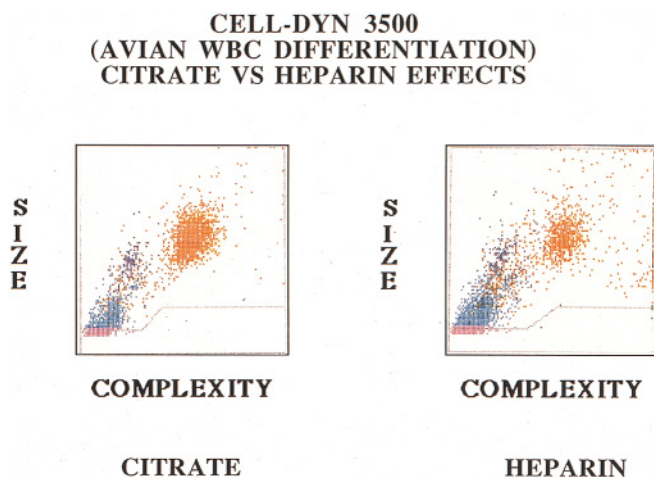 CELL-DYN 3500
(AVIAN WBC DIFFERENTIATION)
CITRATE VS HEPARIN EFFECTS
SIZE
SIZE
COMPLEXITY
COMPLEXITY
CITRATE
HEPARIN